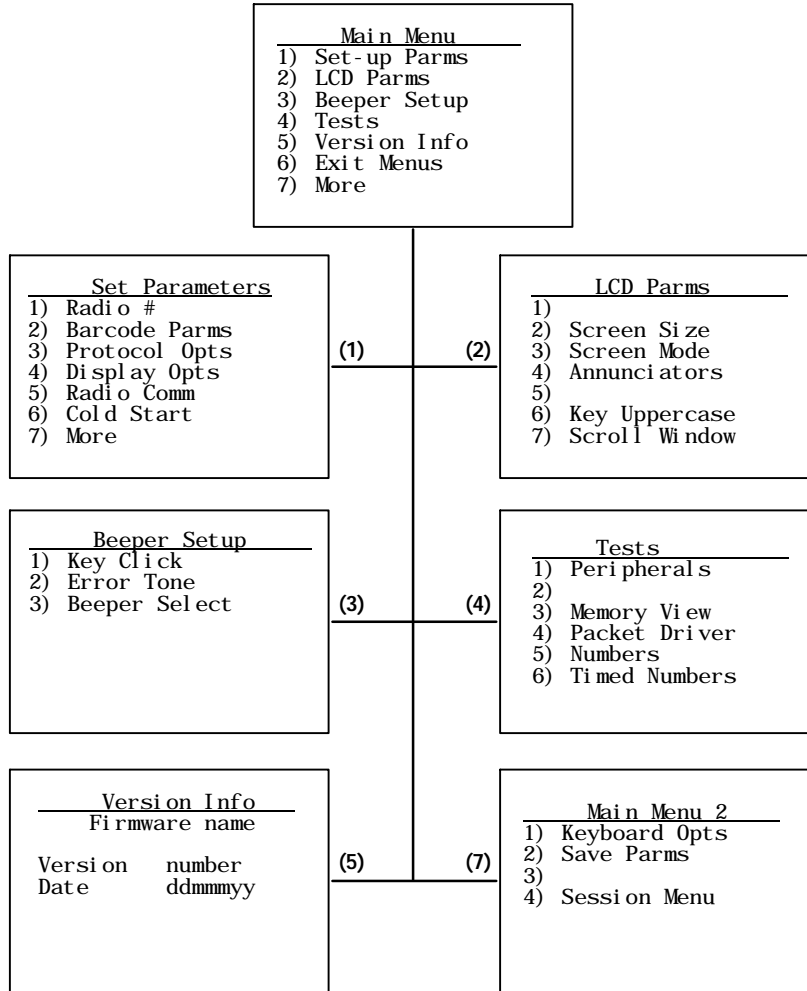 Main Menu
1) Set-up Parms
2) LCD Parms
3) Beeper Setup
4) Tests
5) Version Info
6) Exit Menus
7) More
Set Parameters
1) Radio #
2) Barcode Parms
3) Protocol Opts
4) Display Opts
5) Radio Comm
6) Cold Start
7) More
(1)
(2)
LCD Parms
1)
2) Screen Size
3) Screen Mode
4) Annunciators
5)
6) Key Uppercase
7) Scroll Window
Beeper Setup
1) Key Click
2) Error Tone
3) Beeper Select
(3)
(4)
Tests
1) Peripherals
2)
3) Memory View
4) Packet Driver
5) Numbers
6) Timed Numbers
Version Info
Firmware name
Version number
Date ddmmmyy
(5)
(7)
Main Menu 2
1) Keyboard Opts
2) Save Parms
3)
4) Session Menu